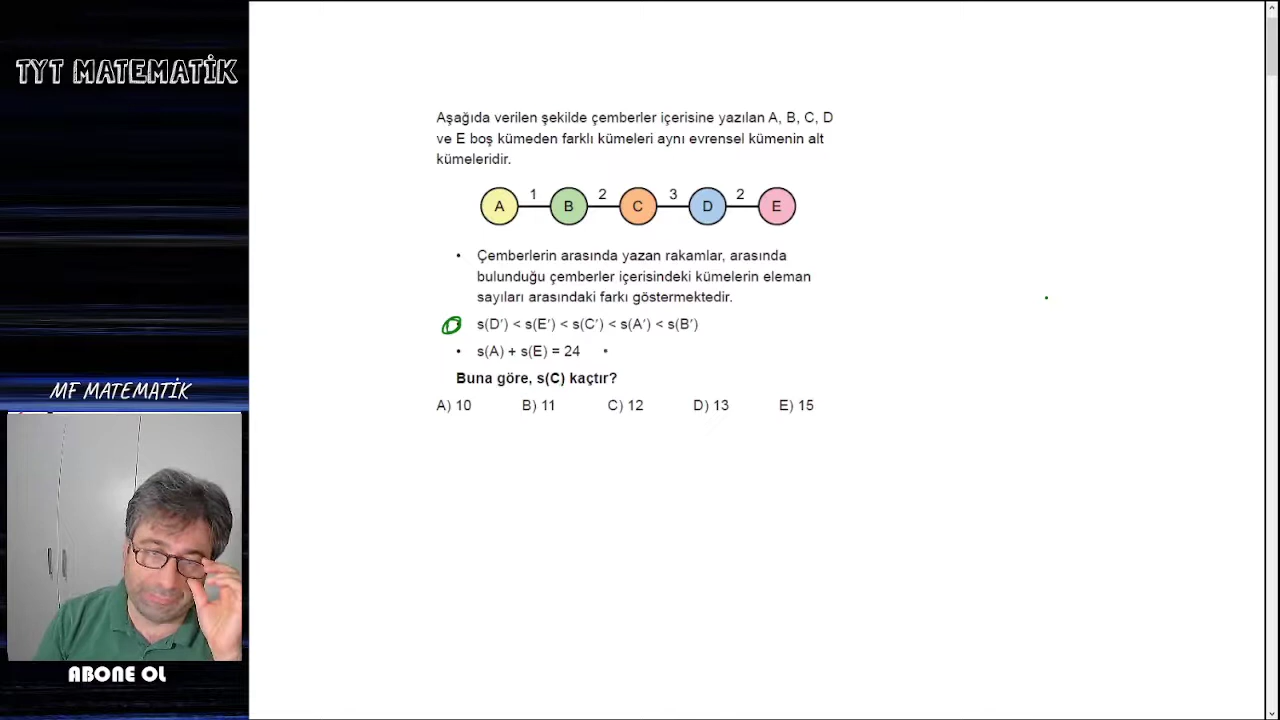 TYT MATEMATİK
Aşağıda verilen şekilde çemberler içerisine yazılan A, B, C, D
ve E boş kümeden farklı kümeleri aynı evrensel kümenin alt
kümeleridir.
A 1 B 2 C 3 D 2 E
• Çemberlerin arasında yazan rakamlar, arasında
bulunduğu çemberler içerisindeki kümelerin eleman
sayıları arasındaki farkı göstermektedir.
s(D′) < s(E′) < s(C′) < s(A′) < s(B′)
• s(A) + s(E) = 24
Buna göre, s(C) kaçtır?
A) 10 B) 11 C) 12 D) 13 E) 15
MF MATEMATİK
ABONE OL